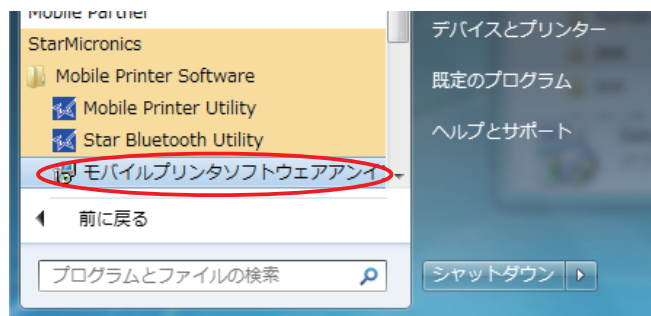 Mobile Partner
StarMicronics
Mobile Printer Software
Mobile Printer Utility
Star Bluetooth Utility
モバイルプリンタソフトウェアアンイ
前に戻る
プログラムとファイルの検索
デバイスとプリンター
既定のプログラム
ヘルプとサポート
シャットダウン